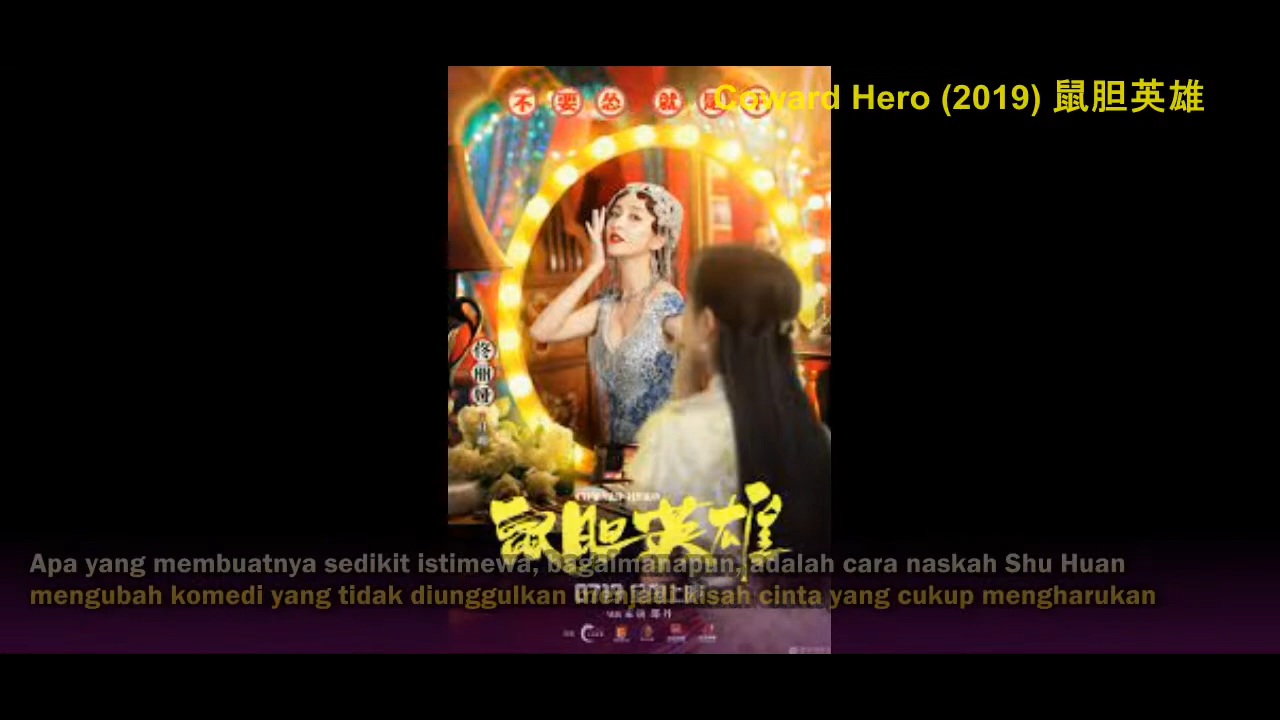 不要怂 就是干
Coward Hero (2019) 鼠胆英雄
佟丽娅
COWARD HERO
鼠胆英雄
Apa yang membuatnya sedikit istimewa, bagaimanapun, adalah cara naskah Shu Huan
mengubah komedi yang tidak diunggulkan menjadi kisah cinta yang cukup mengharukan